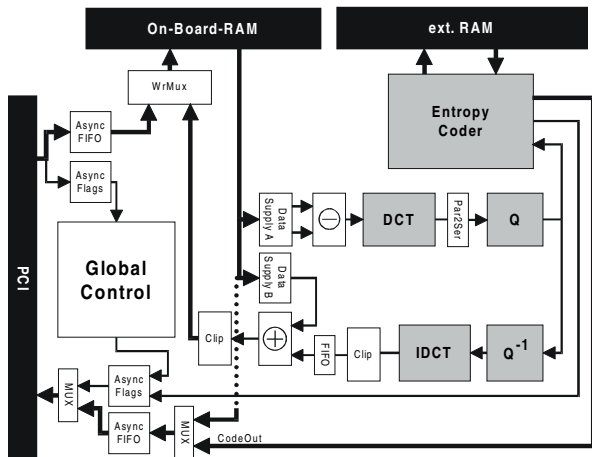 On-Board-RAM
ext. RAM
WrMux
Async
FIFO
Entropy
Coder
Async
Flags
Data
Supply A
DCT
Par2Ser
Q
Global
Control
PCI
Data
Supply B
Clip
FIFO
Clip
IDCT
Q-1
Async
Flags
MUX
Async
FIFO
MUX
CodeOut